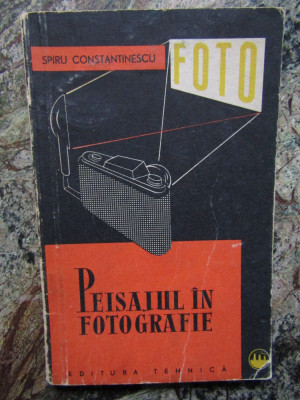 SPIRU CONSTANTINESCU
FOTO
PEISAJUL ÎN
FOTOGRAFIE
EDITURA TEHNICĂ